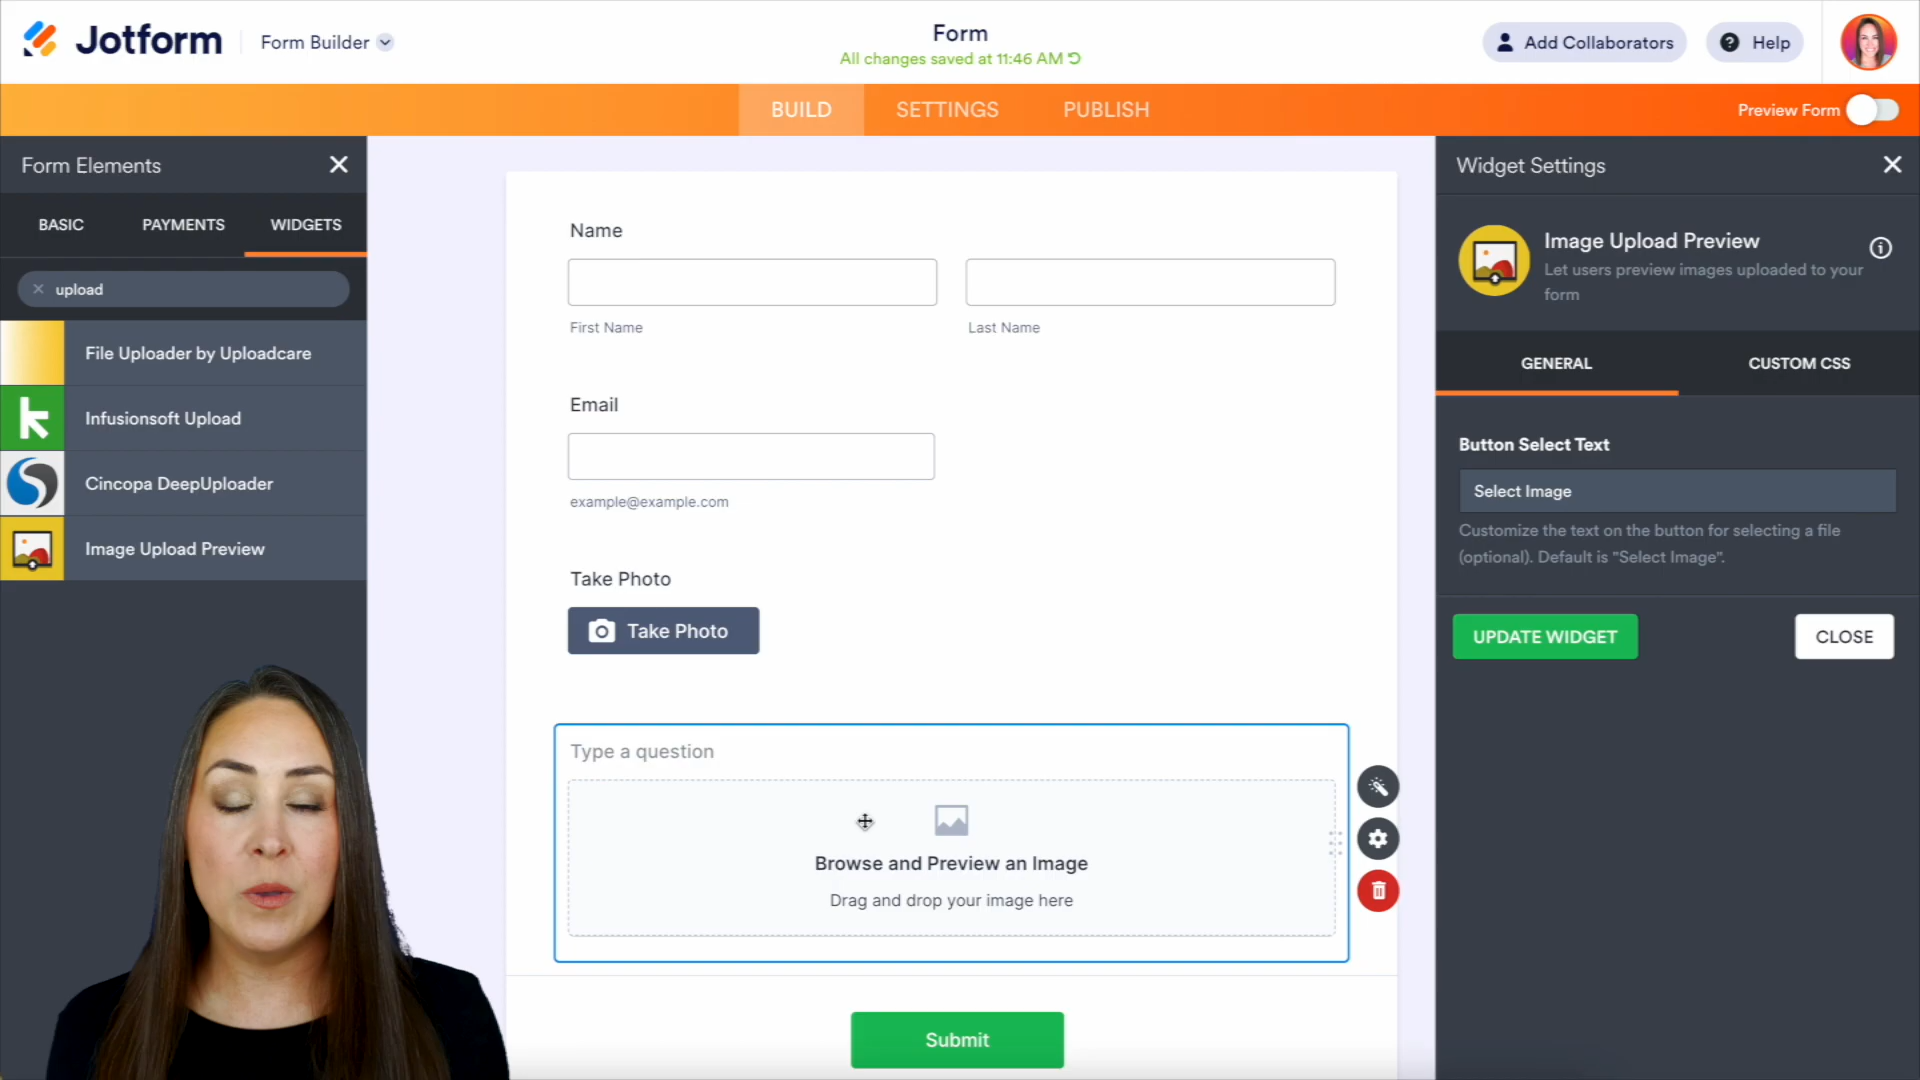 Jotform
Form Builder
Form
All changes saved at 11:46 AM
Add Collaborators
Help
BUILD
SETTINGS
PUBLISH
Preview Form
Form Elements
BASIC
PAYMENTS
WIDGETS
upload
File Uploader by Uploadcare
Infusionsoft Upload
Cincopa DeepUploader
Image Upload Preview
Name
First Name
Last Name
Email
example@example.com
Take Photo
Take Photo
Type a question
Browse and Preview an Image
Drag and drop your image here
Submit
Widget Settings
Image Upload Preview
Let users preview images uploaded to your
form
GENERAL
CUSTOM CSS
Button Select Text
Select Image
Customize the text on the button for selecting a file
(optional). Default is "Select Image".
UPDATE WIDGET
CLOSE